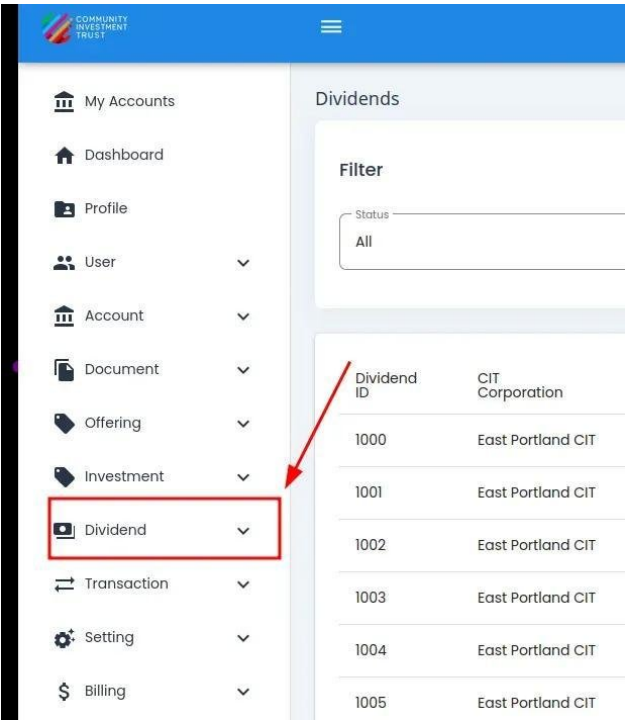 COMMUNITY
INVESTMENT
TRUST
My Accounts
Dashboard
Profile
User
Account
Document
Offering
Investment
Dividend
Transaction
Setting
$ Billing
Dividends
Filter
Status
All
Dividend ID
CIT Corporation
1000 East Portland CIT
1001 East Portland CIT
1002 East Portland CIT
1003 East Portland CIT
1004 East Portland CIT
1005 East Portland CIT